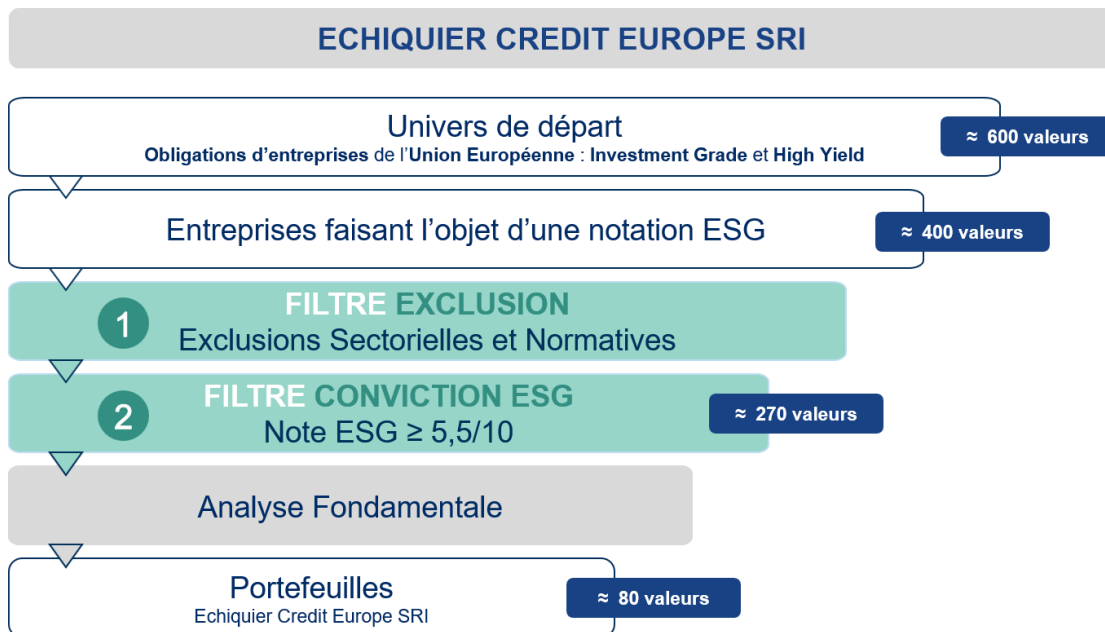 ECHIQUIER CREDIT EUROPE SRI
Univers de départ
Obligations d’entreprises de l’Union Européenne : Investment Grade et High Yield
≈ 600 valeurs
Entreprises faisant l’objet d’une notation ESG
≈ 400 valeurs
1
FILTRE EXCLUSION
Exclusions Sectorielles et Normatives
2
FILTRE CONVICTION ESG
Note ESG ≥ 5,5/10
≈ 270 valeurs
Analyse Fondamentale
Portefeuilles
Echiquier Credit Europe SRI
≈ 80 valeurs